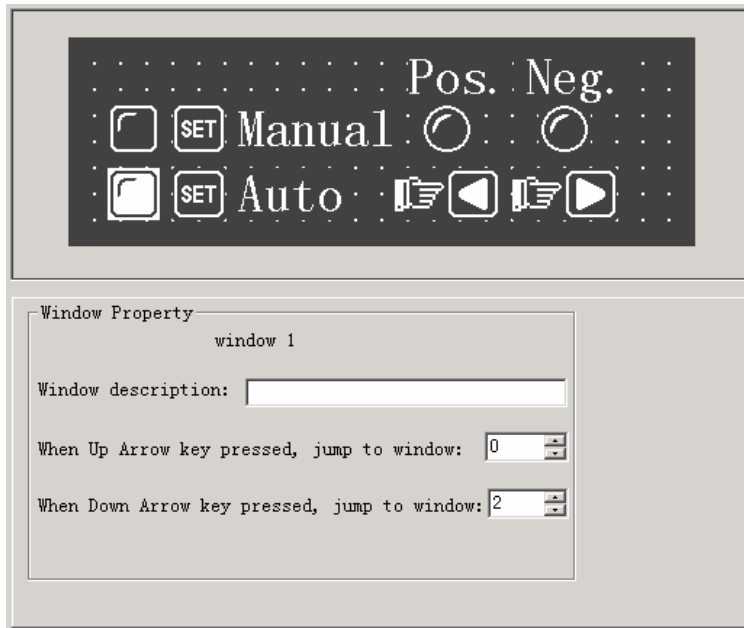 Pos. Neg.
SET Manual
SET Auto
Window Property
window 1
Window description:
When Up Arrow key pressed, jump to window: 0
When Down Arrow key pressed, jump to window: 2